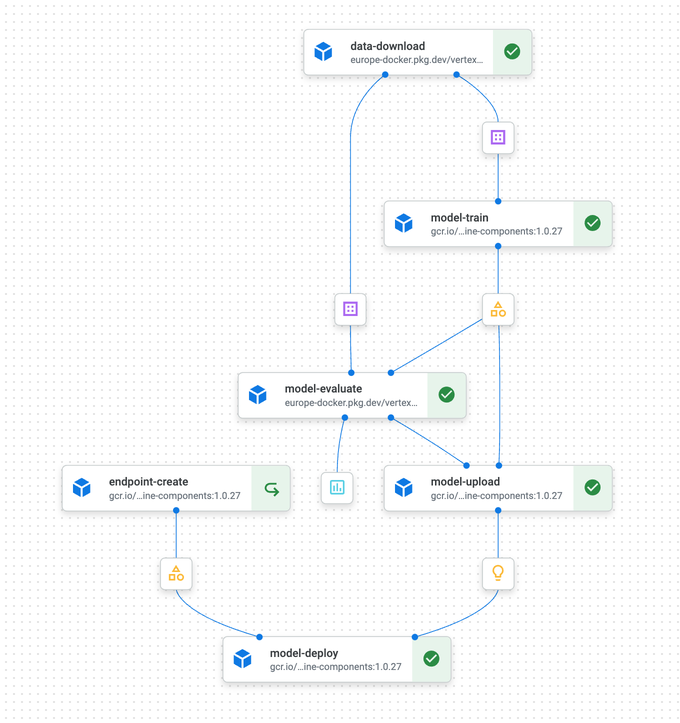 data-download
europe-docker.pkg.dev/vertex...
model-train
gcr.io/...ine-components:1.0.27
model-evaluate
europe-docker.pkg.dev/vertex...
endpoint-create
gcr.io/...ine-components:1.0.27
model-upload
gcr.io/...ine-components:1.0.27
model-deploy
gcr.io/...ine-components:1.0.27